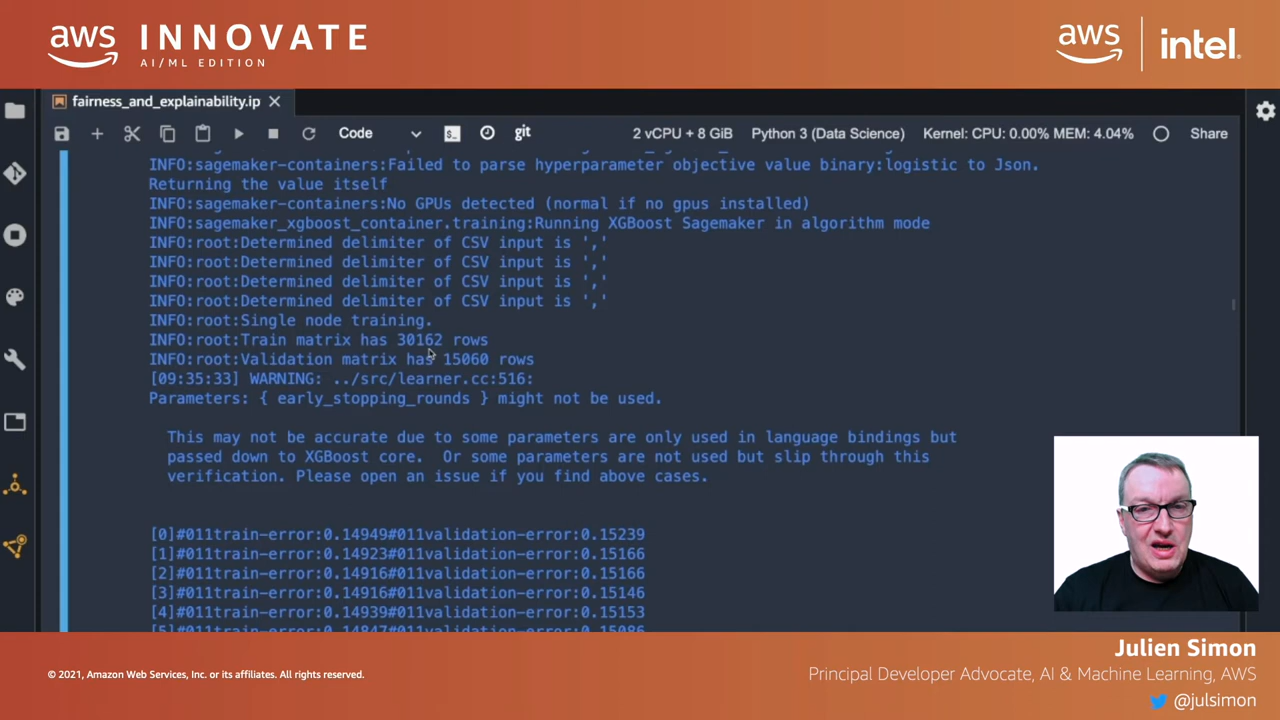 aws INNOVATE
AI/ML EDITION
aws intel
fairness_and_explainability.ip
Code
git
2 vCPU + 8 GiB
Python 3 (Data Science)
Kernel: CPU: 0.00% MEM: 4.04%
Share
INFO:sagemaker-containers:Failed to parse hyperparameter objective value binary:logistic to Json.
Returning the value itself
INFO:sagemaker-containers:No GPUs detected (normal if no gpus installed)
INFO:sagemaker_xgboost_container.training:Running XGBoost Sagemaker in algorithm mode
INFO:root:Determined delimiter of CSV input is ','
INFO:root:Determined delimiter of CSV input is ','
INFO:root:Determined delimiter of CSV input is ','
INFO:root:Determined delimiter of CSV input is ','
INFO:root:Single node training.
INFO:root:Train matrix has 30162 rows
INFO:root:Validation matrix has 15060 rows
[09:35:33] WARNING: ../src/learner.cc:516:
Parameters: { early_stopping_rounds } might not be used.
This may not be accurate due to some parameters are only used in language bindings but
passed down to XGBoost core.  Or some parameters are not used but slip through this
verification. Please open an issue if you find above cases.
[0]#011train-error:0.14949#011validation-error:0.15239
[1]#011train-error:0.14923#011validation-error:0.15166
[2]#011train-error:0.14916#011validation-error:0.15166
[3]#011train-error:0.14916#011validation-error:0.15146
[4]#011train-error:0.14939#011validation-error:0.15153
[5]#011train-error:0.14847#011validation-error:0.15086
Julien Simon
Principal Developer Advocate, AI & Machine Learning, AWS
@julsimon
© 2021, Amazon Web Services, Inc. or its affiliates. All rights reserved.